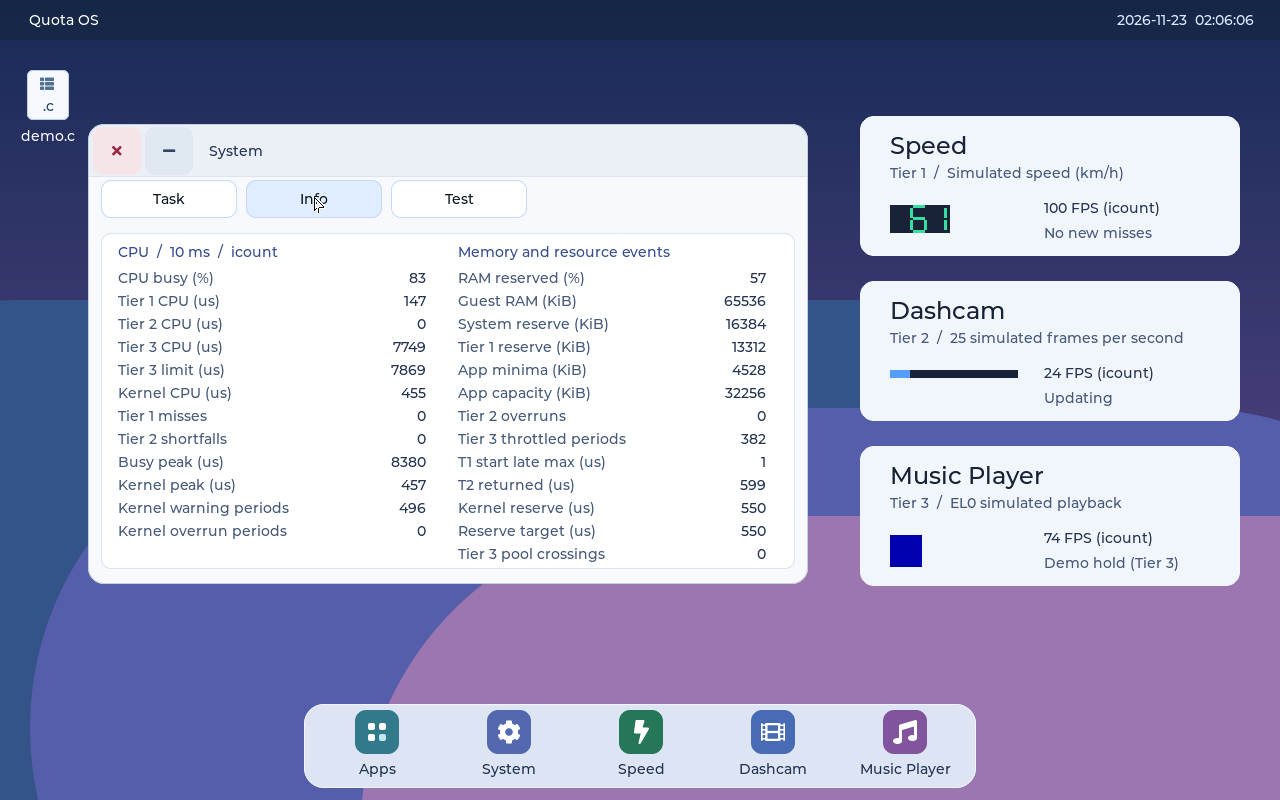 Quota OS
2026-11-23 02:06:06
.c
demo.c
System
Task
Info
Test
CPU / 10 ms / icount
CPU busy (%) 83
Tier 1 CPU (us) 147
Tier 2 CPU (us) 0
Tier 3 CPU (us) 7749
Tier 3 limit (us) 7869
Kernel CPU (us) 455
Tier 1 misses 0
Tier 2 shortfalls 0
Busy peak (us) 8380
Kernel peak (us) 457
Kernel warning periods 496
Kernel overrun periods 0
Memory and resource events
RAM reserved (%) 57
Guest RAM (KiB) 65536
System reserve (KiB) 16384
Tier 1 reserve (KiB) 13312
App minima (KiB) 4528
App capacity (KiB) 32256
Tier 2 overruns 0
Tier 3 throttled periods 382
T1 start late max (us) 1
T2 returned (us) 599
Kernel reserve (us) 550
Reserve target (us) 550
Tier 3 pool crossings 0
Speed
Tier 1 / Simulated speed (km/h)
61
100 FPS (icount)
No new misses
Dashcam
Tier 2 / 25 simulated frames per second
24 FPS (icount)
Updating
Music Player
Tier 3 / EL0 simulated playback
74 FPS (icount)
Demo hold (Tier 3)
Apps
System
Speed
Dashcam
Music Player